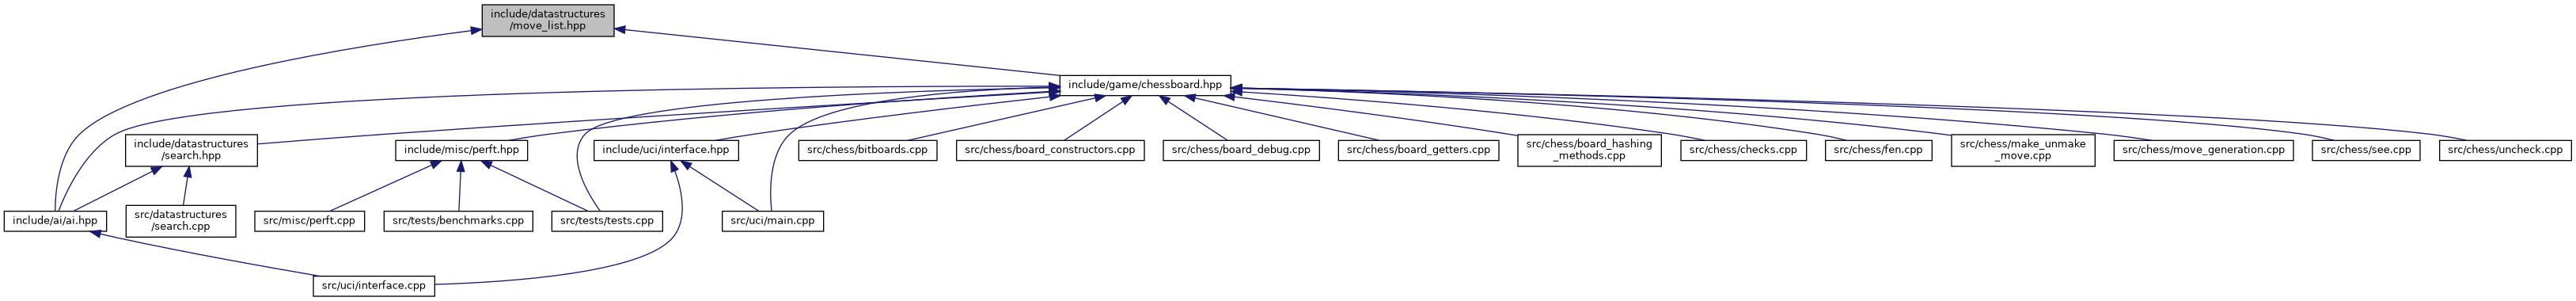 include/datastructures
/move_list.hpp
include/game/chessboard.hpp
include/datastructures
/search.hpp
include/misc/perft.hpp
include/uci/interface.hpp
src/chess/bitboards.cpp
src/chess/board_constructors.cpp
src/chess/board_debug.cpp
src/chess/board_getters.cpp
src/chess/board_hashing
_methods.cpp
src/chess/checks.cpp
src/chess/fen.cpp
src/chess/make_unmake
_move.cpp
src/chess/move_generation.cpp
src/chess/see.cpp
src/chess/uncheck.cpp
include/ai/ai.hpp
src/datastructures
/search.cpp
src/misc/perft.cpp
src/tests/benchmarks.cpp
src/tests/tests.cpp
src/uci/main.cpp
src/uci/interface.cpp